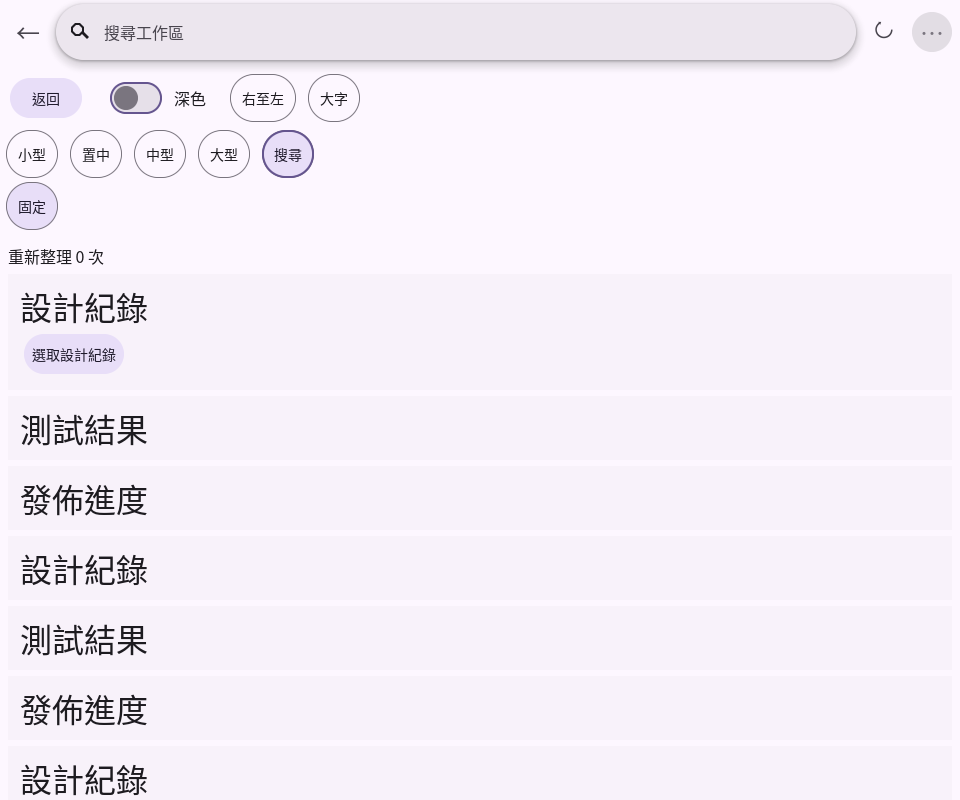 搜尋工作區
返回 深色 右至左 大字
小型 置中 中型 大型 搜尋
固定
重新整理 0 次
設計紀錄
選取設計紀錄
測試結果
發佈進度
設計紀錄
測試結果
發佈進度
設計紀錄